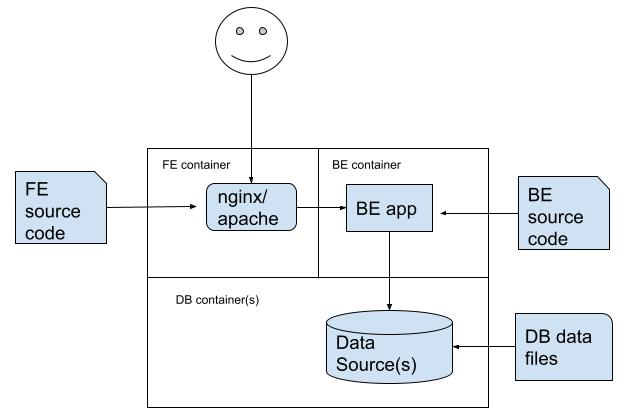 FE container
BE container
FE
source
code
nginx/
apache
BE app
BE
source
code
DB container(s)
Data
Source(s)
DB data
files